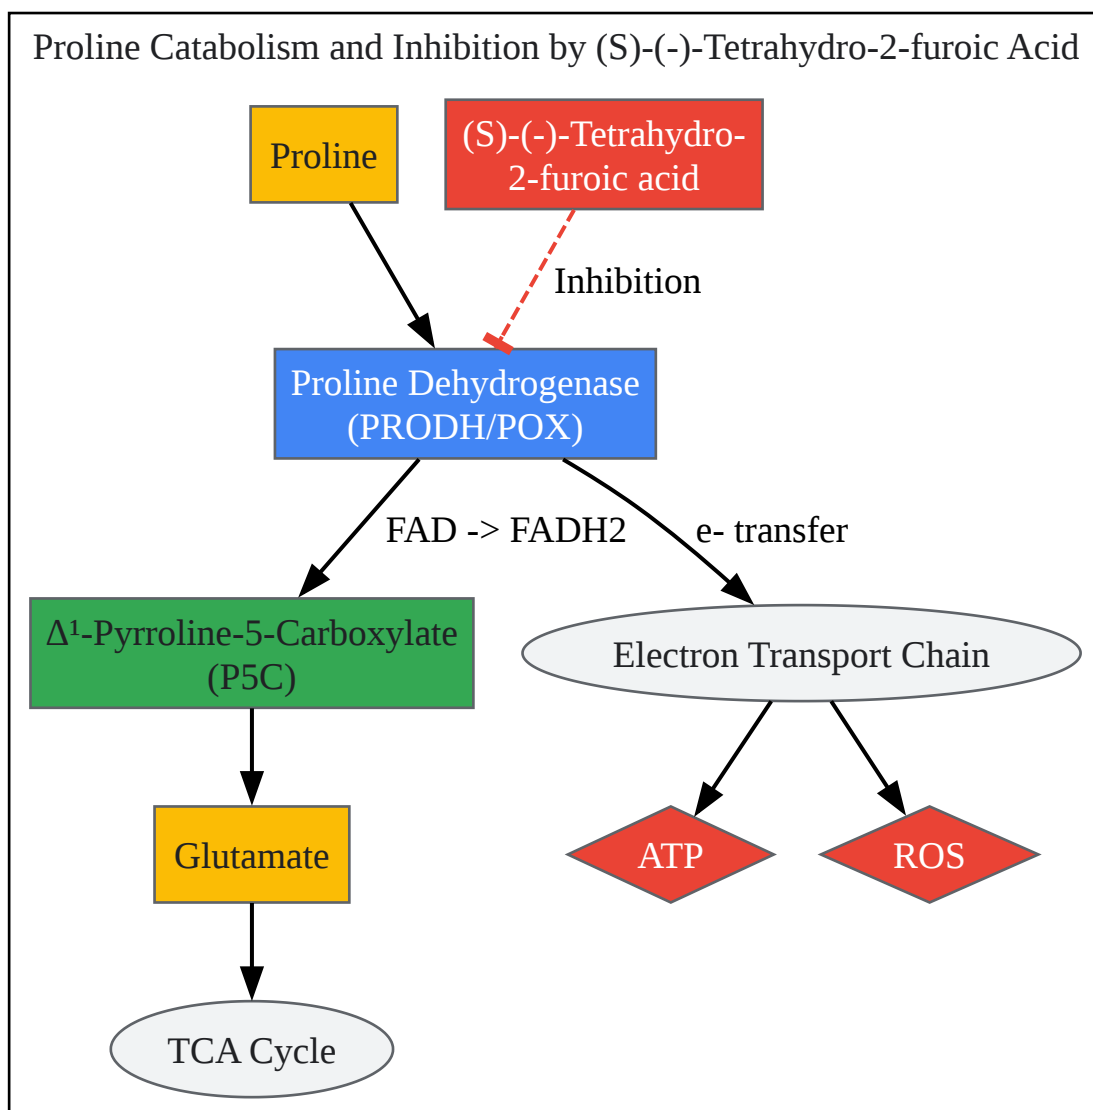 Proline Catabolism and Inhibition by (S)-(-)-Tetrahydro-2-furoic Acid
Proline
(S)-(-)-Tetrahydro-
2-furoic acid
Inhibition
Proline Dehydrogenase
(PRODH/POX)
FAD -> FADH2
e- transfer
Δ¹-Pyrroline-5-Carboxylate
(P5C)
Electron Transport Chain
Glutamate
ATP
ROS
TCA Cycle